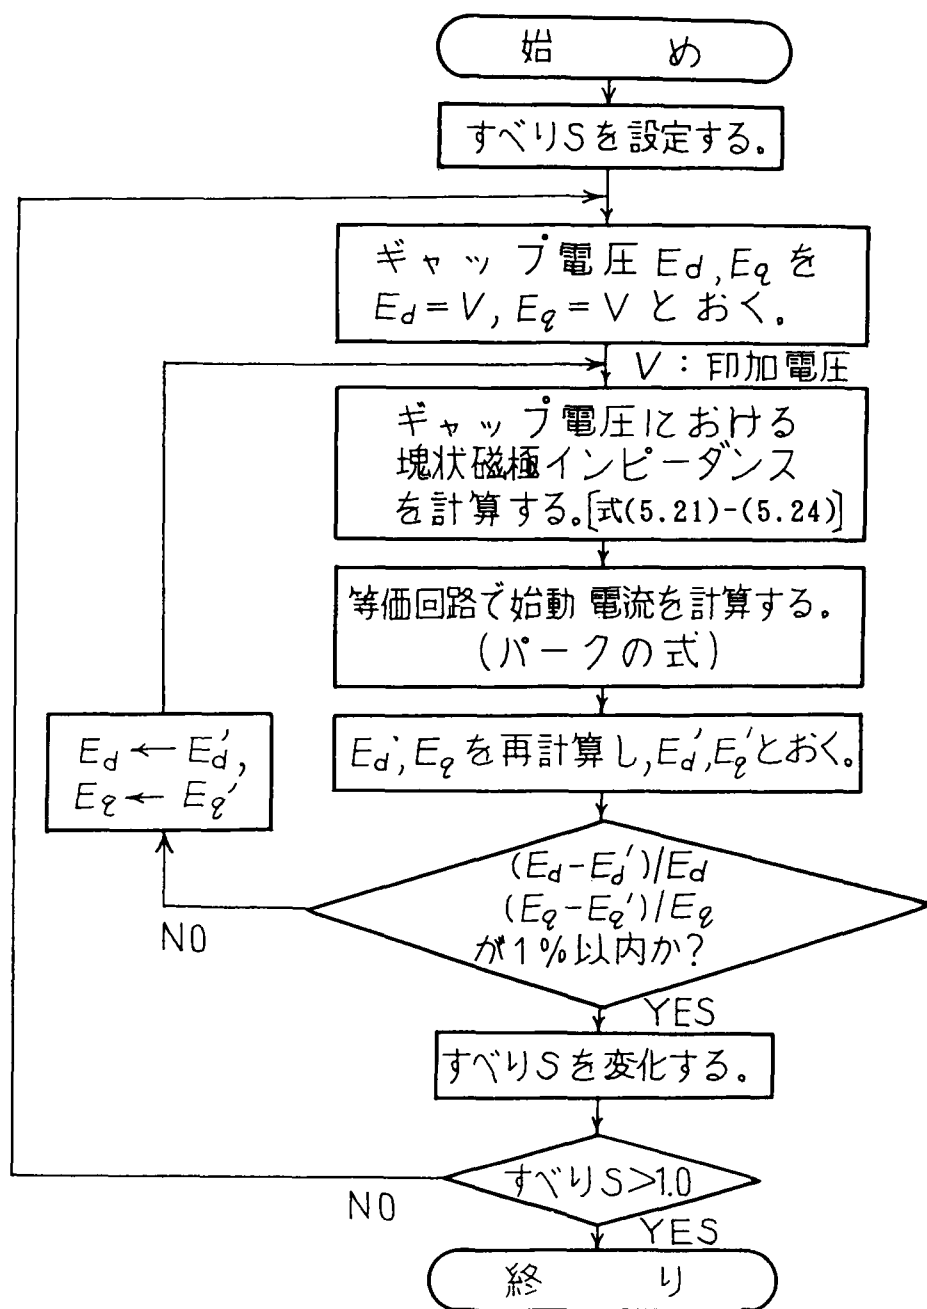 始 め
すべりSを設定する。
ギャップ電圧 Ed,Eqを
Ed=V,Eq=Vとおく。
V:印加電圧
ギャップ電圧における
塊状磁極インピーダンス
を計算する。[式(5.21)-(5.24)]
等価回路で始動電流を計算する。
(パークの式)
Ed,Eqを再計算し,Ed',Eq'とおく。
Ed←Ed',
Eq←Eq'
(Ed-Ed')/Ed
(Eq-Eq')/Eq
が1%以内か?
NO
YES
すべりSを変化する。
すべりS>1.0
NO
YES
終 り